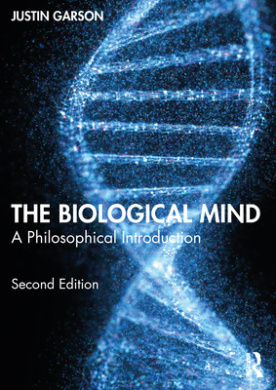 JUSTIN GARSON
THE BIOLOGICAL MIND
A Philosophical Introduction
Second Edition
R